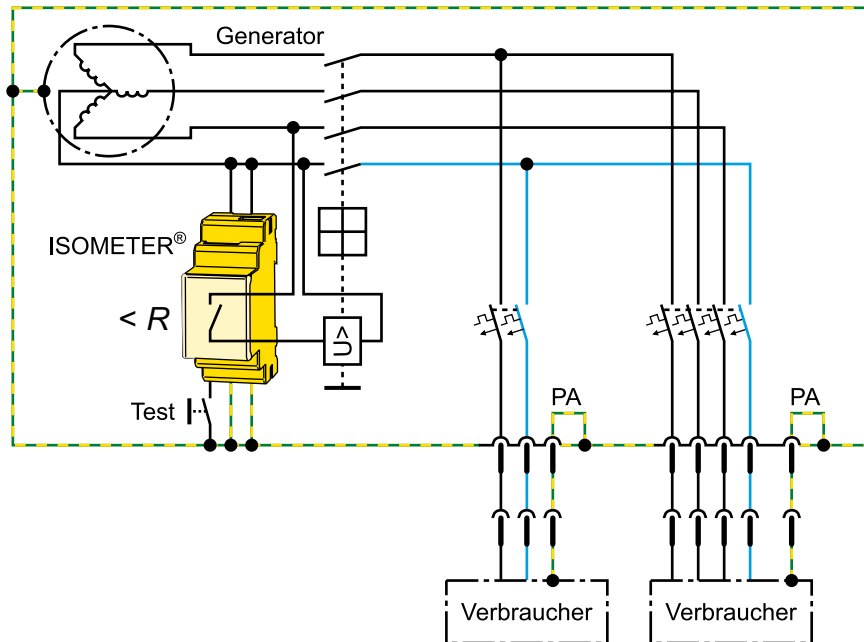 Generator
ISOMETER®
< R
U>
Test
PA
PA
Verbraucher
Verbraucher